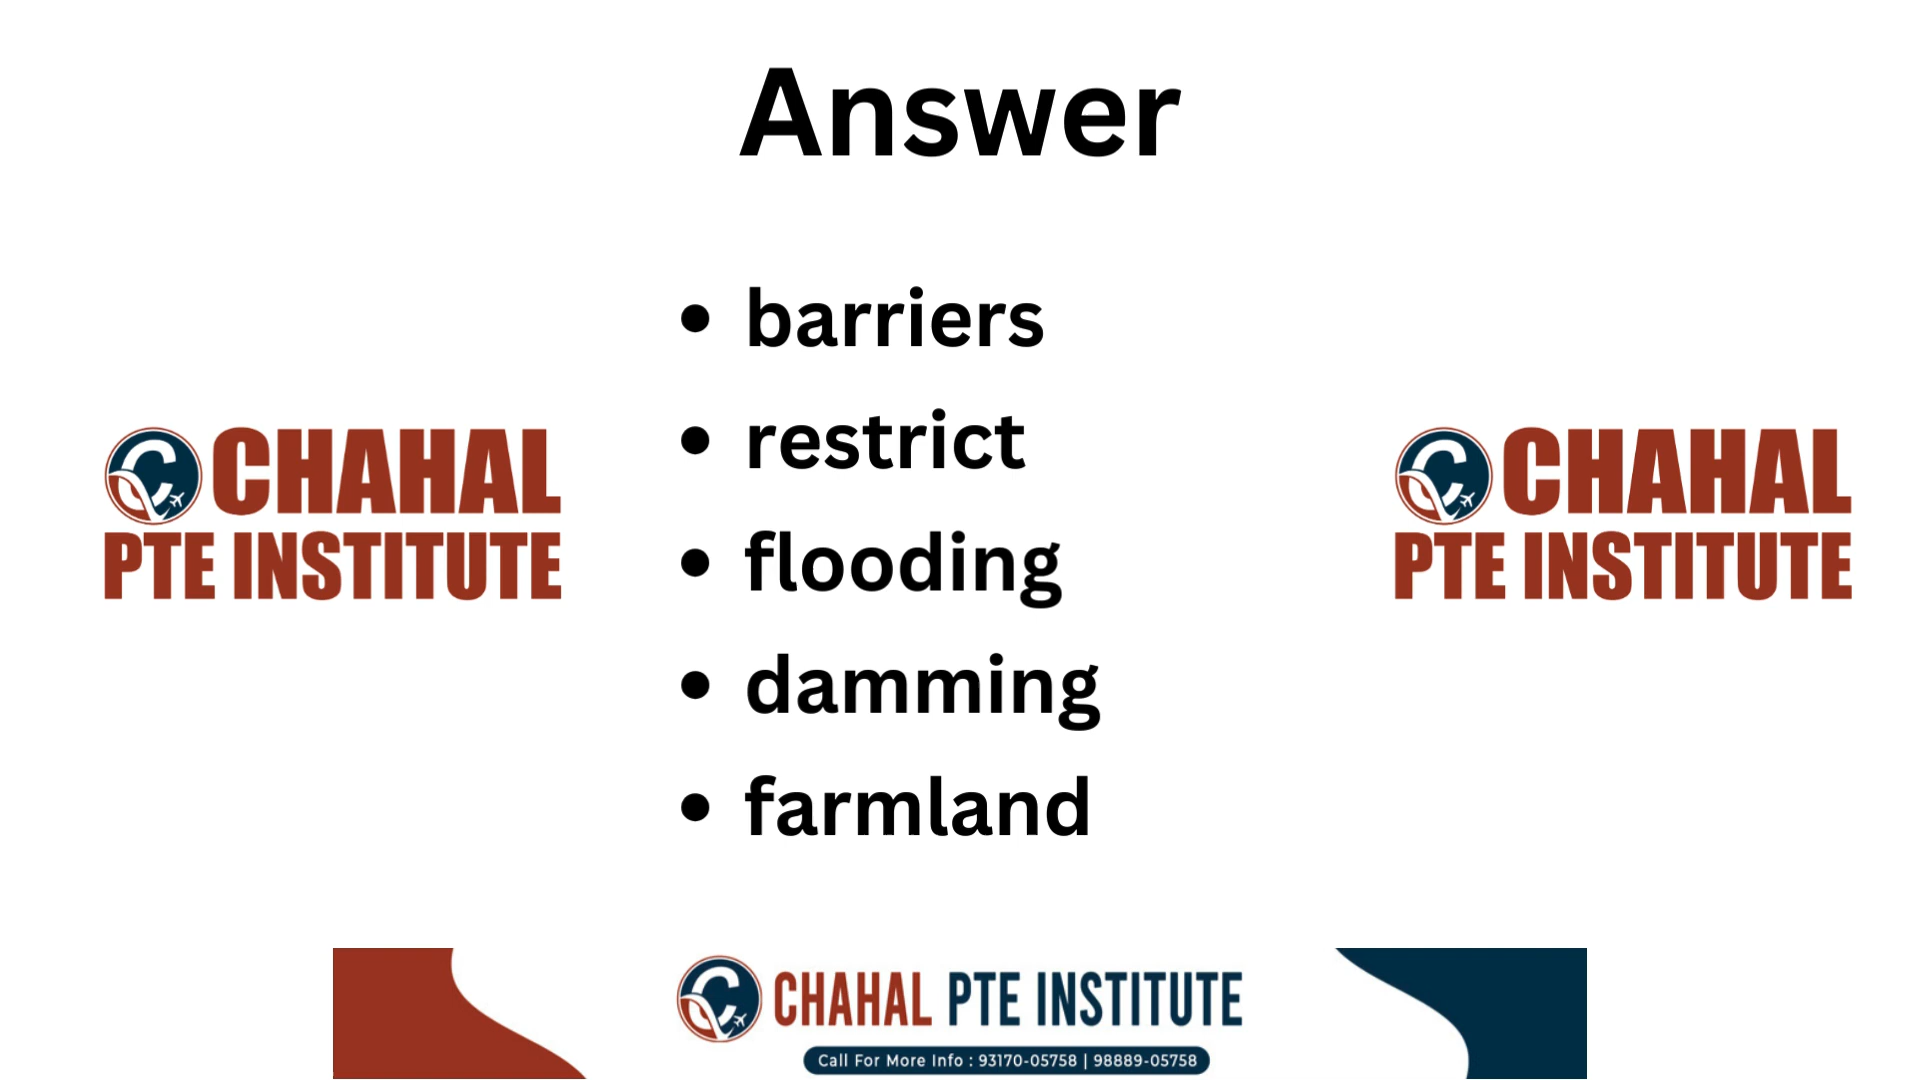 Answer
• barriers
• restrict
• flooding
• damming
• farmland
CHAHAL
PTE INSTITUTE
CHAHAL
PTE INSTITUTE
CHAHAL PTE INSTITUTE
Call For More Info : 93170-05758 | 98889-05758